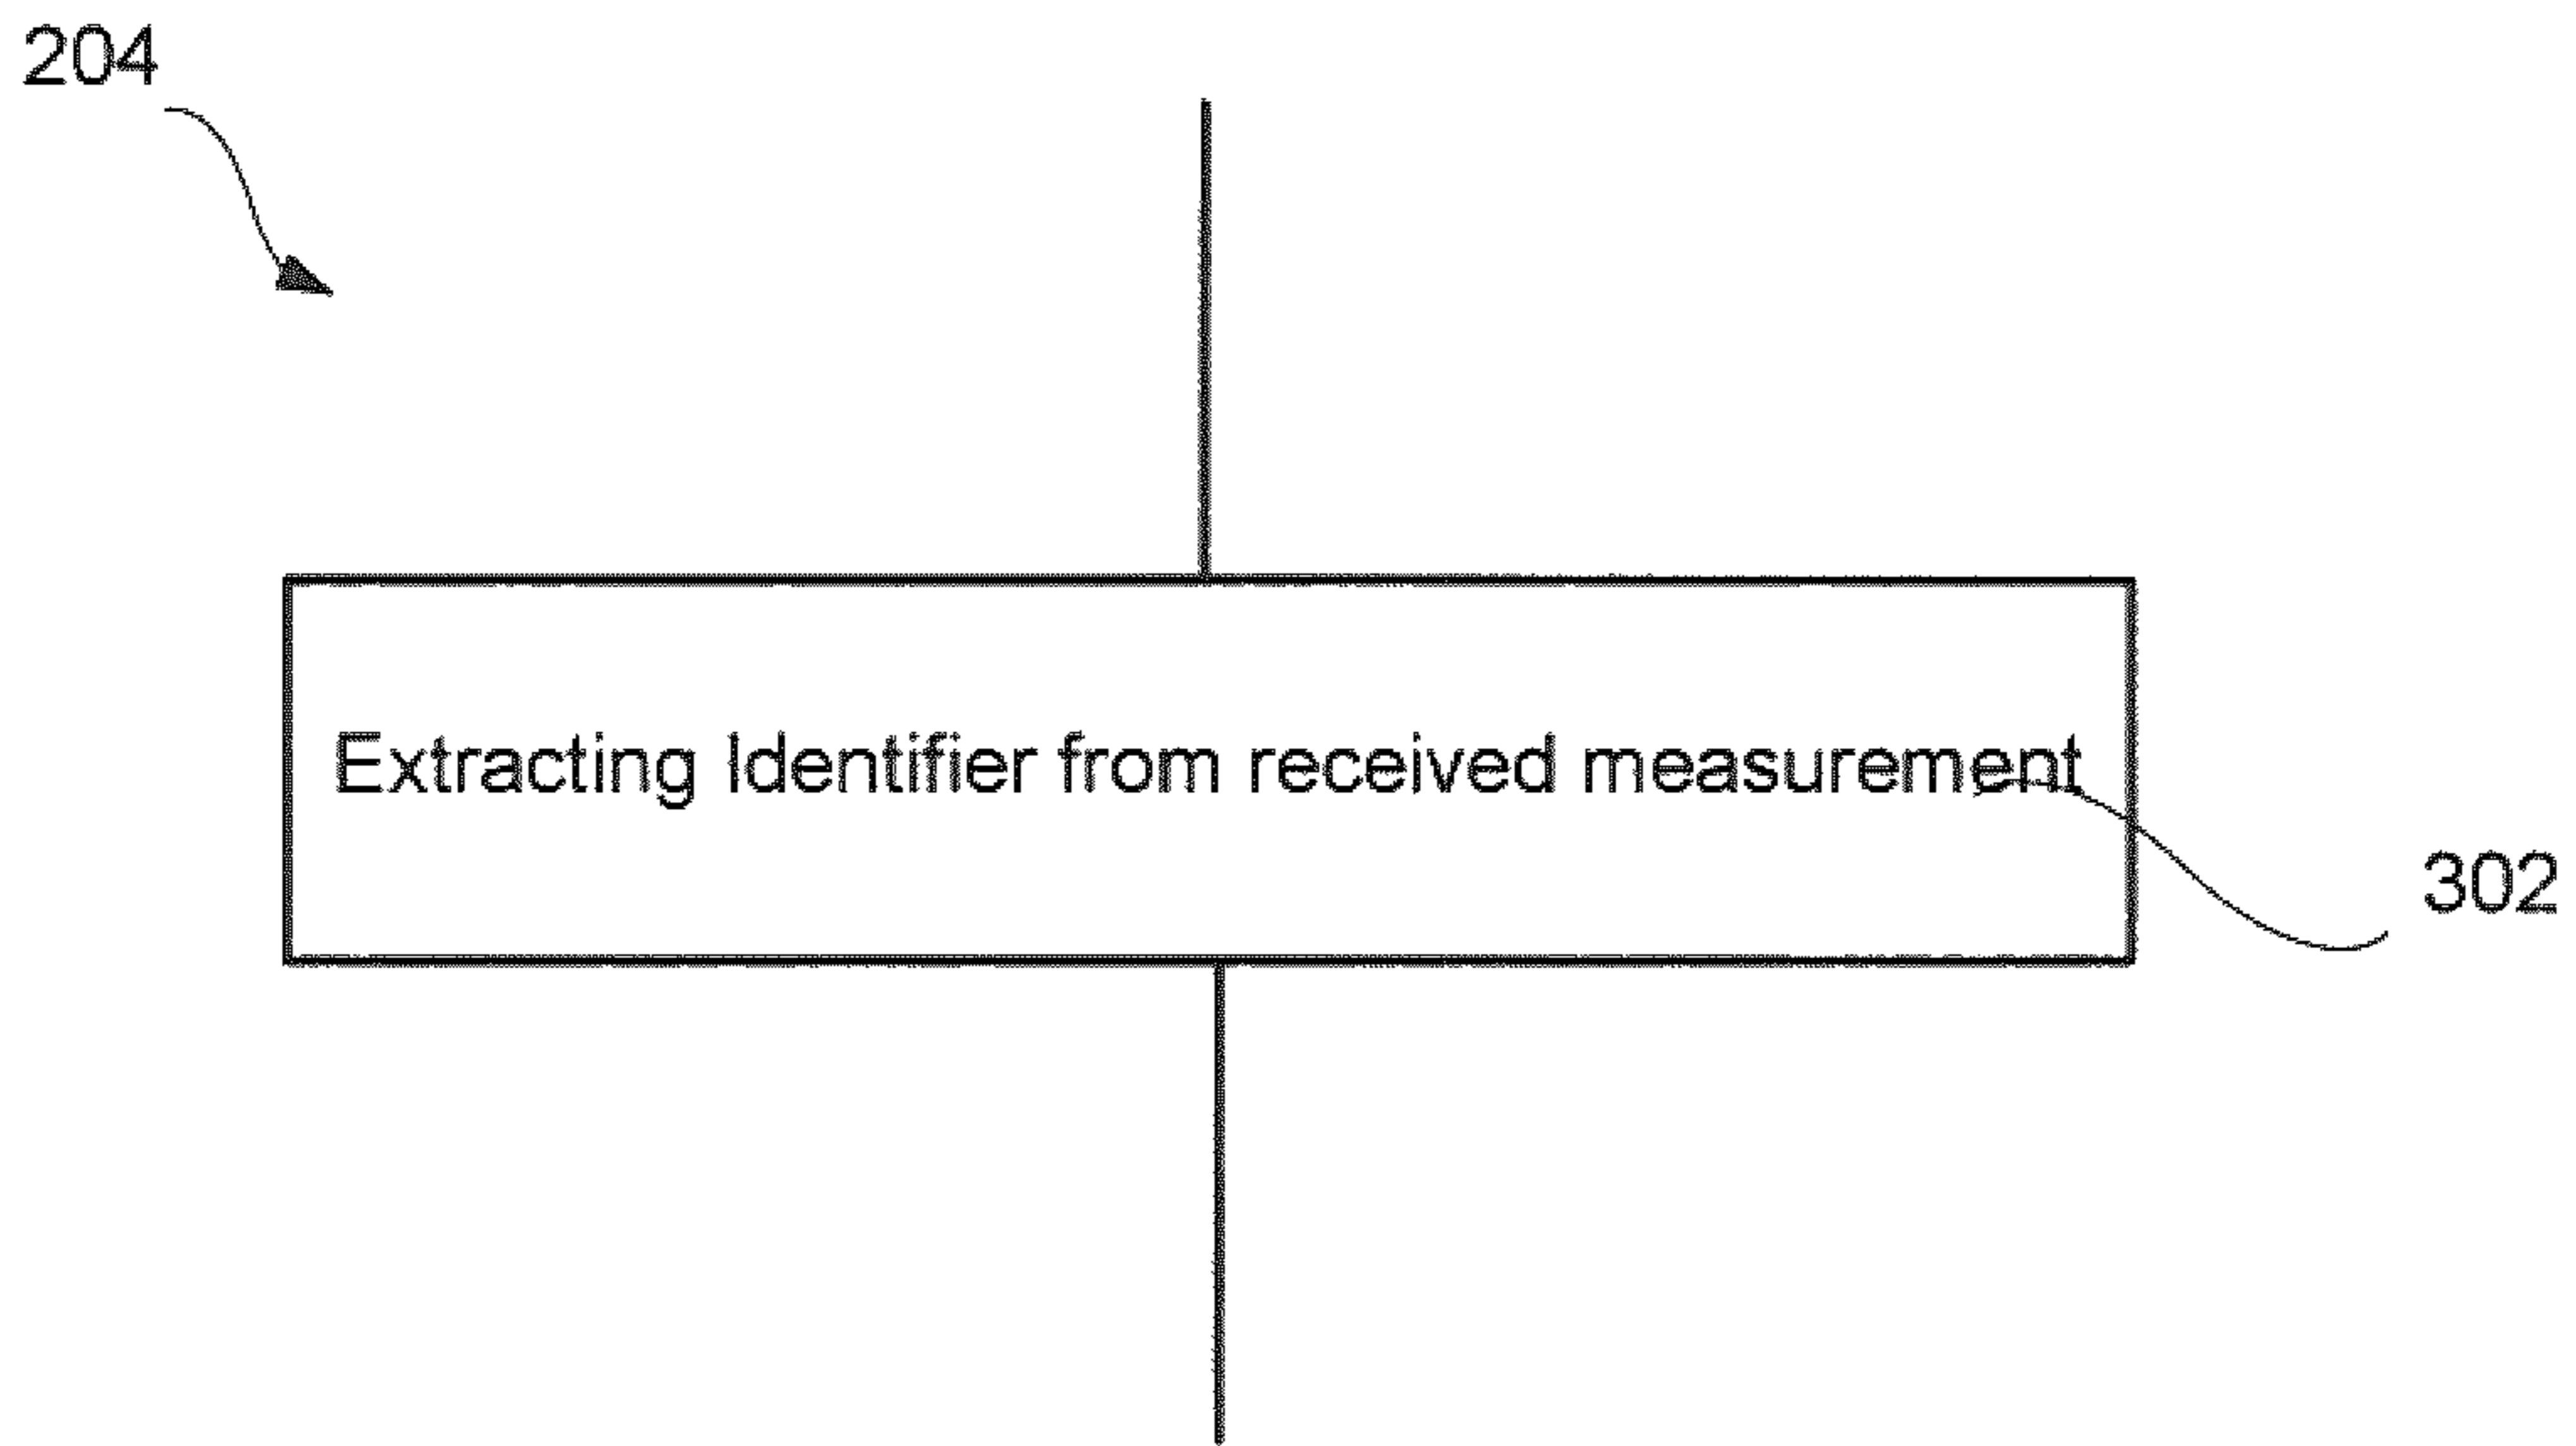 204
Extracting Identifier from received measurement
302